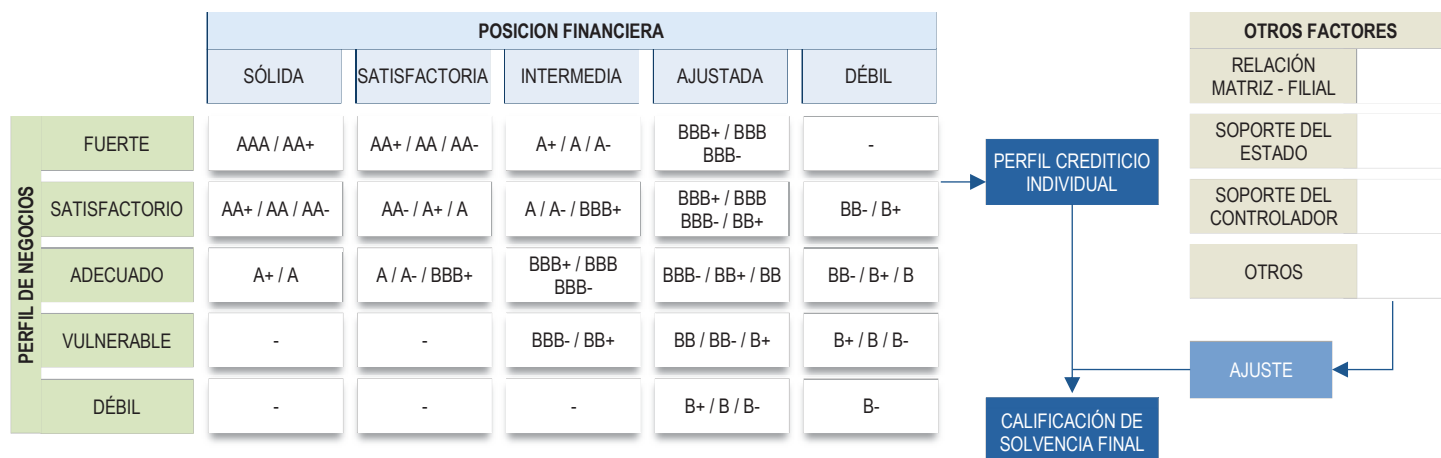 POSICION FINANCIERA
OTROS FACTORES
SÓLIDA
SATISFACTORIA
INTERMEDIA
AJUSTADA
DÉBIL
RELACIÓN
MATRIZ - FILIAL
PERFIL DE NEGOCIOS
FUERTE
AAA / AA+
AA+ / AA / AA-
A+ / A / A-
BBB+ / BBB
BBB-
-
PERFIL CREDITICIO
INDIVIDUAL
SOPORTE DEL
ESTADO
SATISFACTORIO
AA+ / AA / AA-
AA- / A+ / A
A / A- / BBB+
BBB+ / BBB
BBB- / BB+
BB- / B+
SOPORTE DEL
CONTROLADOR
ADECUADO
A+ / A
A / A- / BBB+
BBB+ / BBB
BBB-
BBB- / BB+ / BB
BB- / B+ / B
OTROS
VULNERABLE
-
-
BBB- / BB+
BB / BB- / B+
B+ / B / B-
AJUSTE
DÉBIL
-
-
-
B+ / B / B-
B-
CALIFICACIÓN DE
SOLVENCIA FINAL